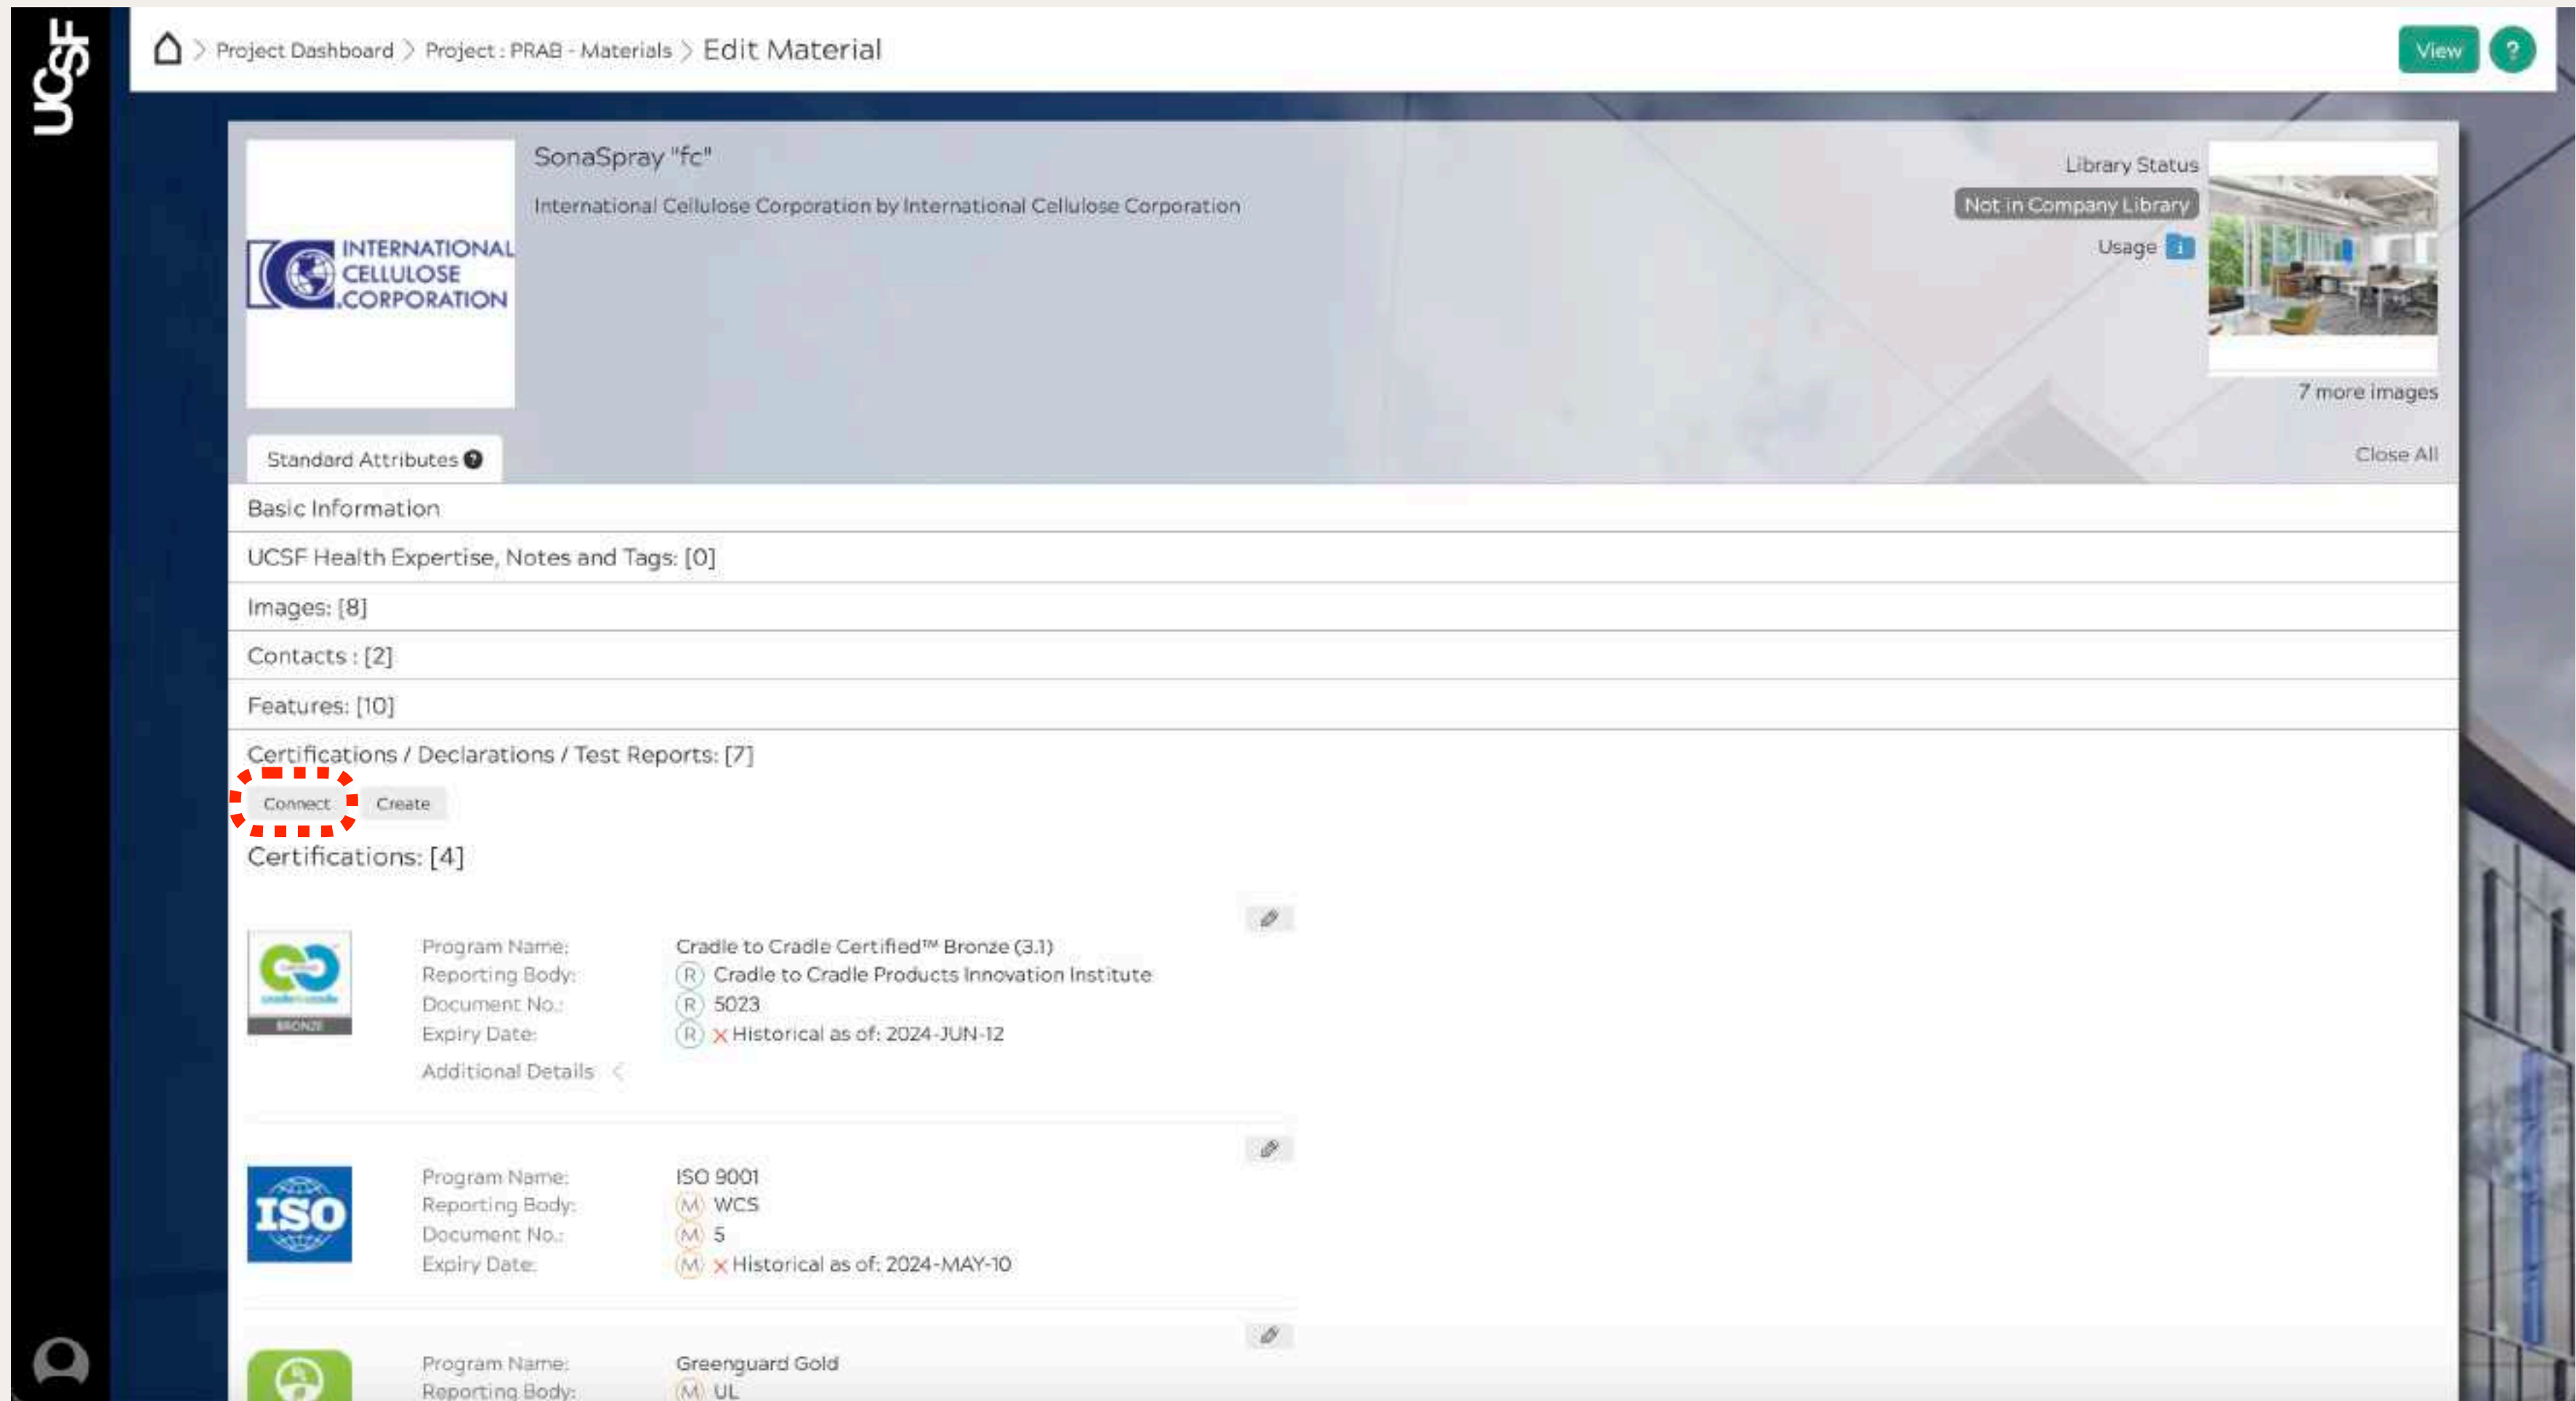 UCSF
> Project Dashboard > Project : PRAB - Materials > Edit Material
View ?
SonaSpray "fc"
International Cellulose Corporation by International Cellulose Corporation
INTERNATIONAL
CELLULOSE
CORPORATION
Library Status
Not in Company Library
Usage i
7 more images
Standard Attributes ?
Close All
Basic Information
UCSF Health Expertise, Notes and Tags: [0]
Images: [8]
Contacts : [2]
Features: [10]
Certifications / Declarations / Test Reports: [7]
Connect Create
Certifications: [4]
BRONZE
Program Name: Cradle to Cradle Certified™ Bronze (3.1)
Reporting Body: R Cradle to Cradle Products Innovation Institute
Document No.: R 5023
Expiry Date: R X Historical as of: 2024-JUN-12
Additional Details <
ISO
Program Name: ISO 9001
Reporting Body: M WCS
Document No.: M 5
Expiry Date: M X Historical as of: 2024-MAY-10
Program Name: Greenguard Gold
Reporting Body: M UL